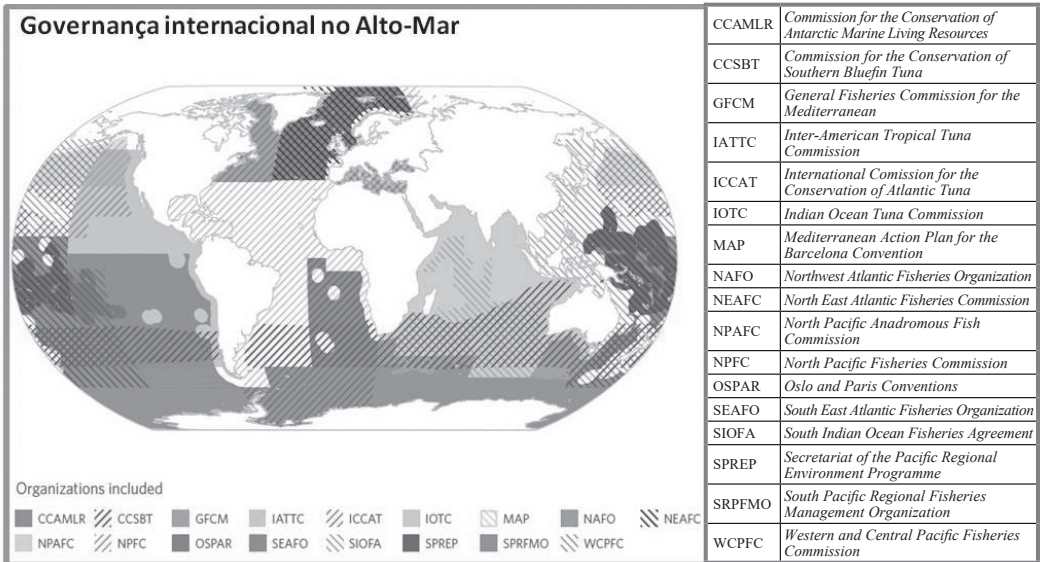 Governança internacional no Alto-Mar
Organizations included
CCAMLR CCSBT GFCM IATTC ICCAT IOTC MAP NAFO NEAFC
NPAFC NPFC OSPAR SEAFO SIOFA SPREP SPRFMO WCPFC
CCAMLR Commission for the Conservation of
Antarctic Marine Living Resources
CCSBT Commission for the Conservation of
Southern Bluefin Tuna
GFCM General Fisheries Commission for the
Mediterranean
IATTC Inter-American Tropical Tuna
Commission
ICCAT International Comission for the
Conservation of Atlantic Tuna
IOTC Indian Ocean Tuna Commission
MAP Mediterranean Action Plan for the
Barcelona Convention
NAFO Northwest Atlantic Fisheries Organization
NEAFC North East Atlantic Fisheries Commission
NPAFC North Pacific Anadromous Fish
Commission
NPFC North Pacific Fisheries Commission
OSPAR Oslo and Paris Conventions
SEAFO South East Atlantic Fisheries Organization
SIOFA South Indian Ocean Fisheries Agreement
SPREP Secretariat of the Pacific Regional
Environment Programme
SRPFMO South Pacific Regional Fisheries
Management Organization
WCPFC Western and Central Pacific Fisheries
Commission